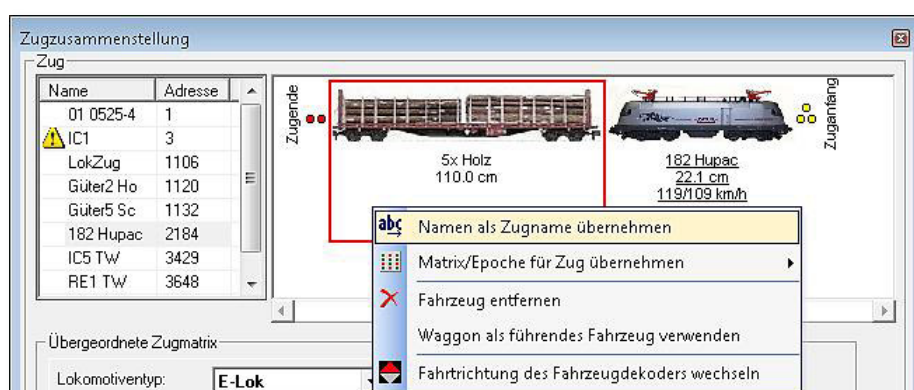 Zugzusammenstellung
Zug
Name Adresse
01 0525-4 1
IC1 3
LokZug 1106
Güter2 Ho 1120
Güter5 Sc 1132
182 Hupac 2184
IC5 TW 3429
RE1 TW 3648
Zugende
5x Holz
110.0 cm
182 Hupac
22.1 cm
119/109 km/h
Zuganfang
abc Namen als Zugname übernehmen
Matrix/Epoche für Zug übernehmen
Fahrzeug entfernen
Waggon als führendes Fahrzeug verwenden
Fahrtrichtung des Fahrzeugdekoders wechseln
Übergeordnete Zugmatrix
Lokomotiventyp: E-Lok